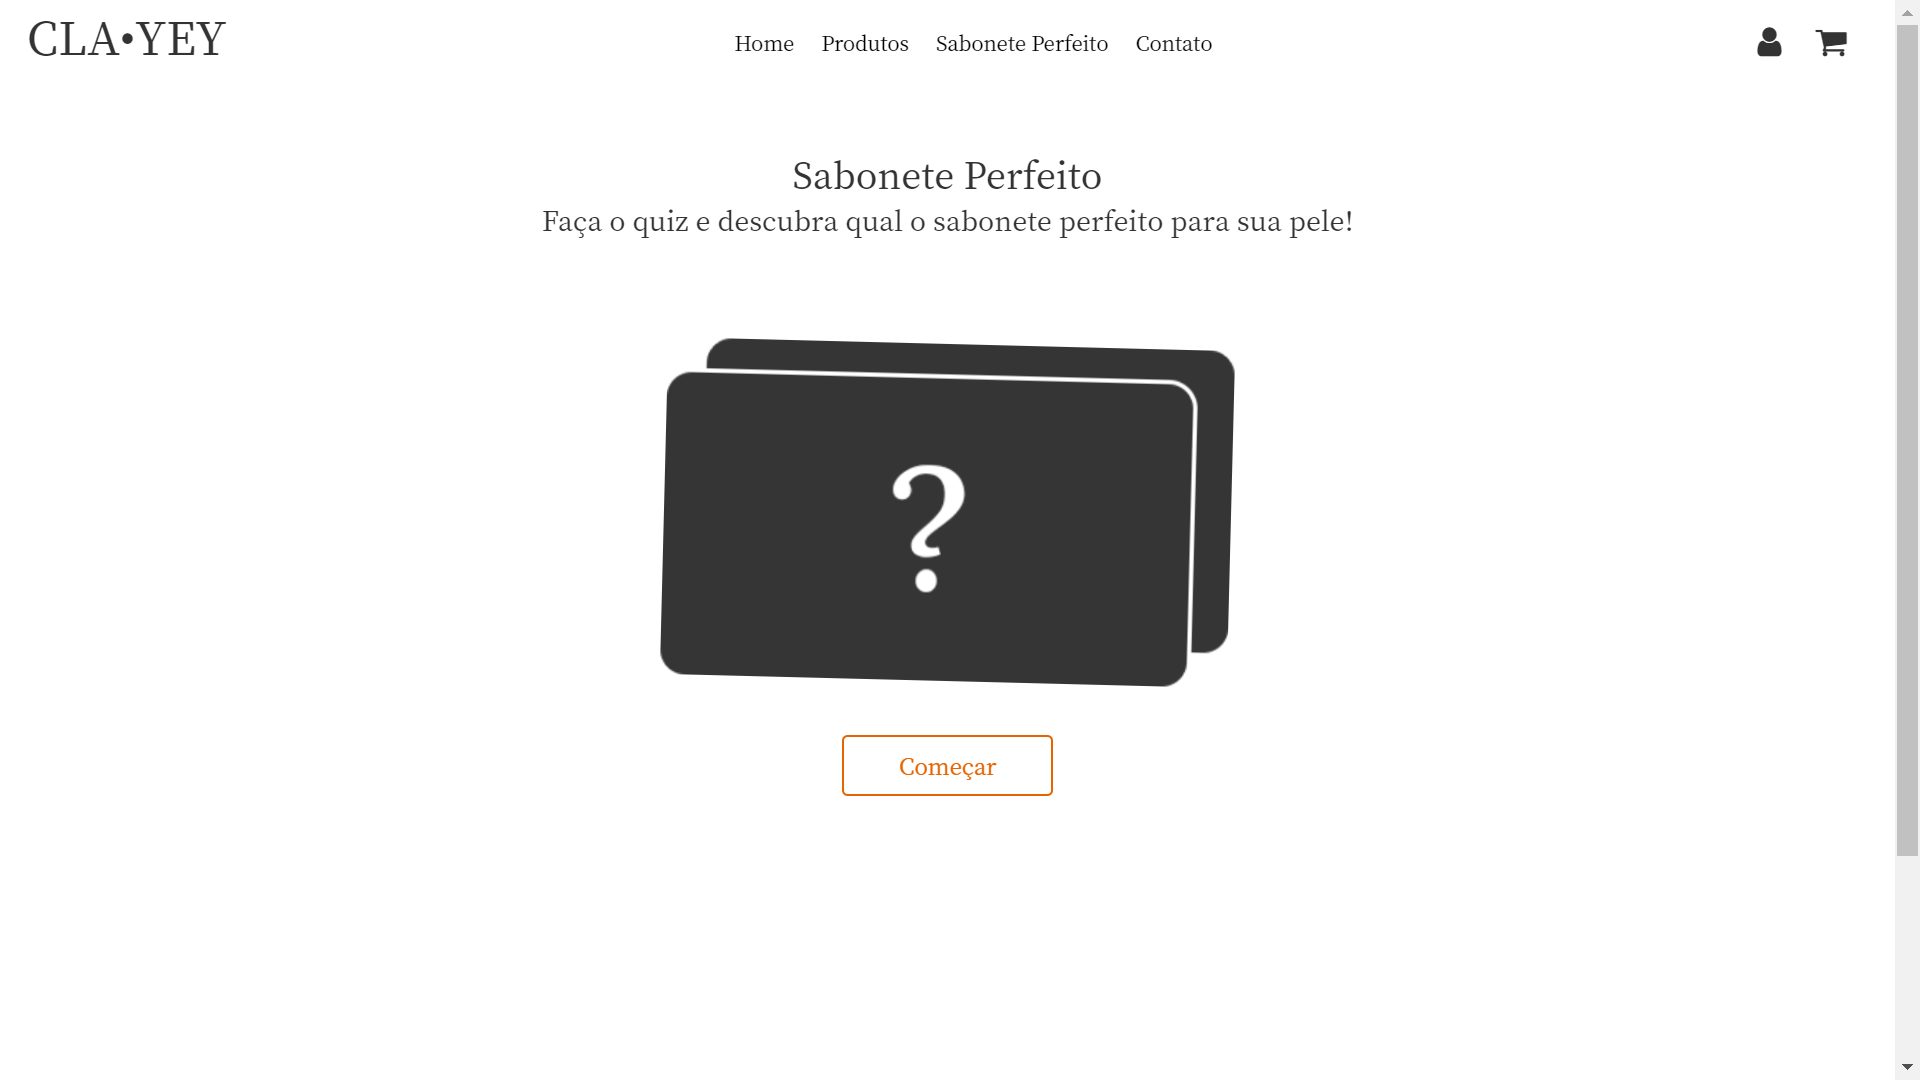 CLA•YEY
Home
Produtos
Sabonete Perfeito
Contato
Sabonete Perfeito
Faça o quiz e descubra qual o sabonete perfeito para sua pele!
?
Começar